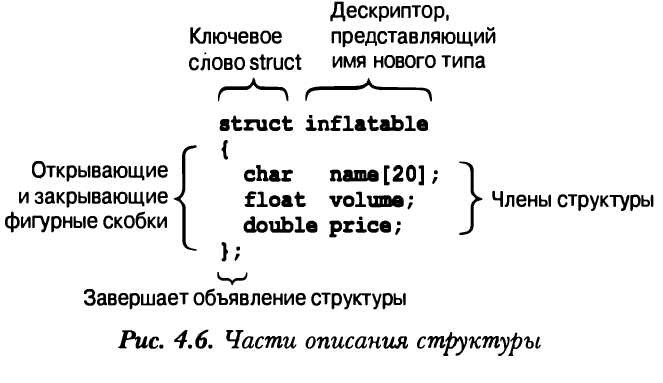 Ключевое
слово struct
Дескриптор,
представляющий
имя нового типа
struct inflatable
{
char name[20];
float volume;
double price;
};
Открывающие
и закрывающие
фигурные скобки
Члены структуры
Завершает объявление структуры
Рис. 4.6. Части описания структуры